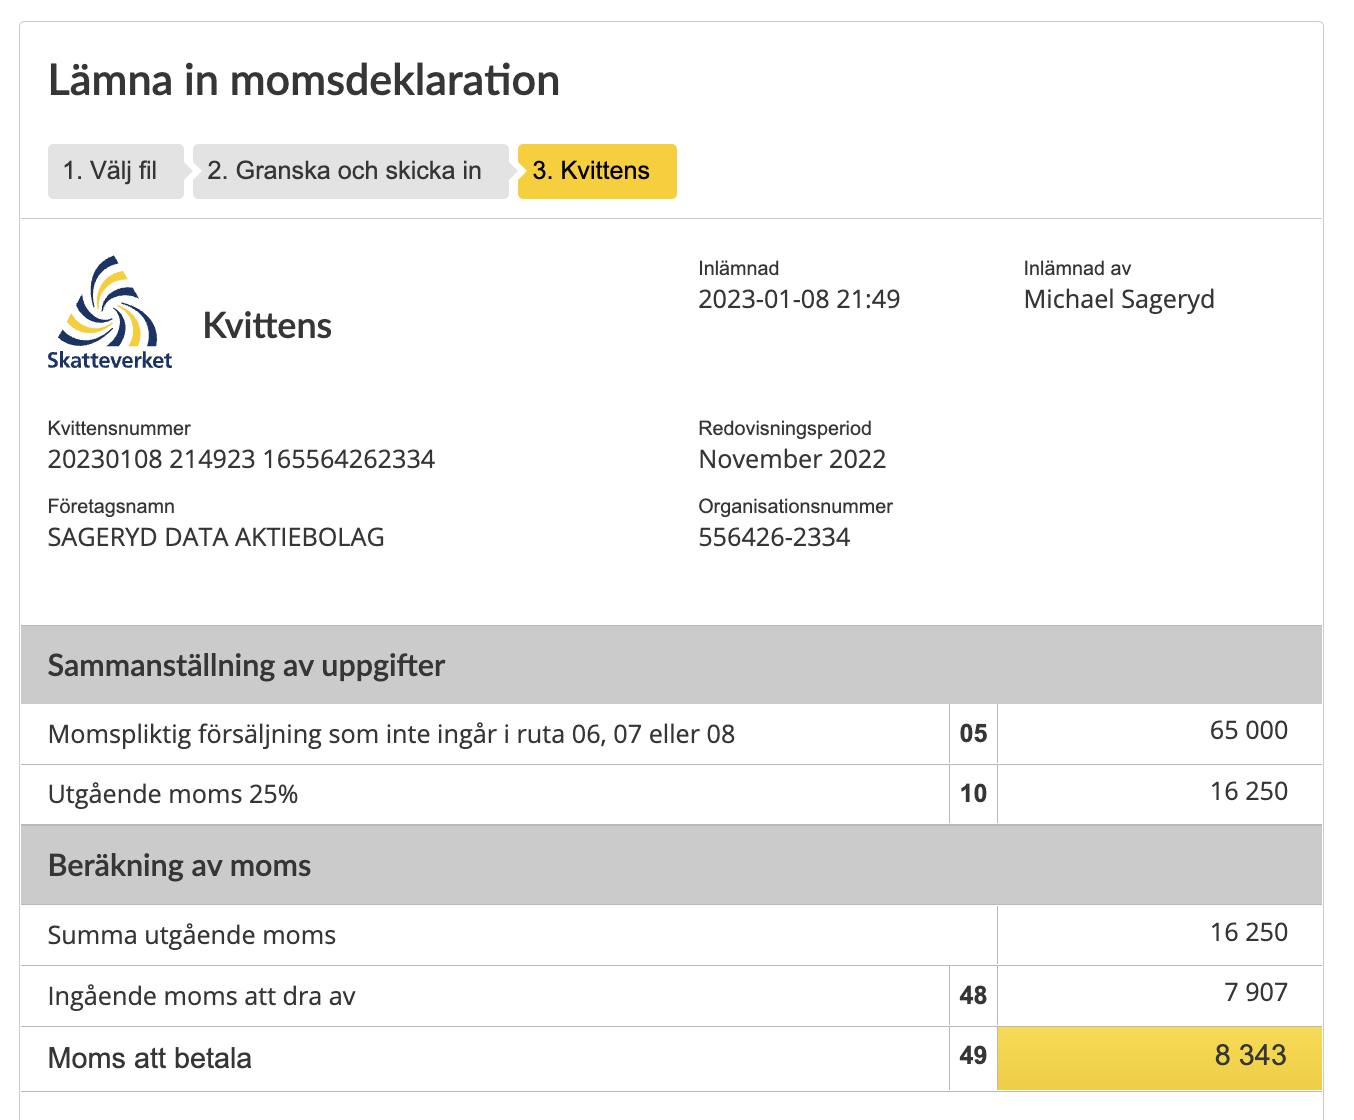 Lämna in momsdeklaration
1. Välj fil
2. Granska och skicka in
3. Kvittens
Skatteverket
Kvittens
Inlämnad
2023-01-08 21:49
Inlämnad av
Michael Sageryd
Kvittensnummer
20230108 214923 165564262334
Redovisningsperiod
November 2022
Företagsnamn
SAGERYD DATA AKTIEBOLAG
Organisationsnummer
556426-2334
Sammanställning av uppgifter
Momspliktig försäljning som inte ingår i ruta 06, 07 eller 08 05 65 000
Utgående moms 25% 10 16 250
Beräkning av moms
Summa utgående moms 16 250
Ingående moms att dra av 48 7 907
Moms att betala 49 8 343